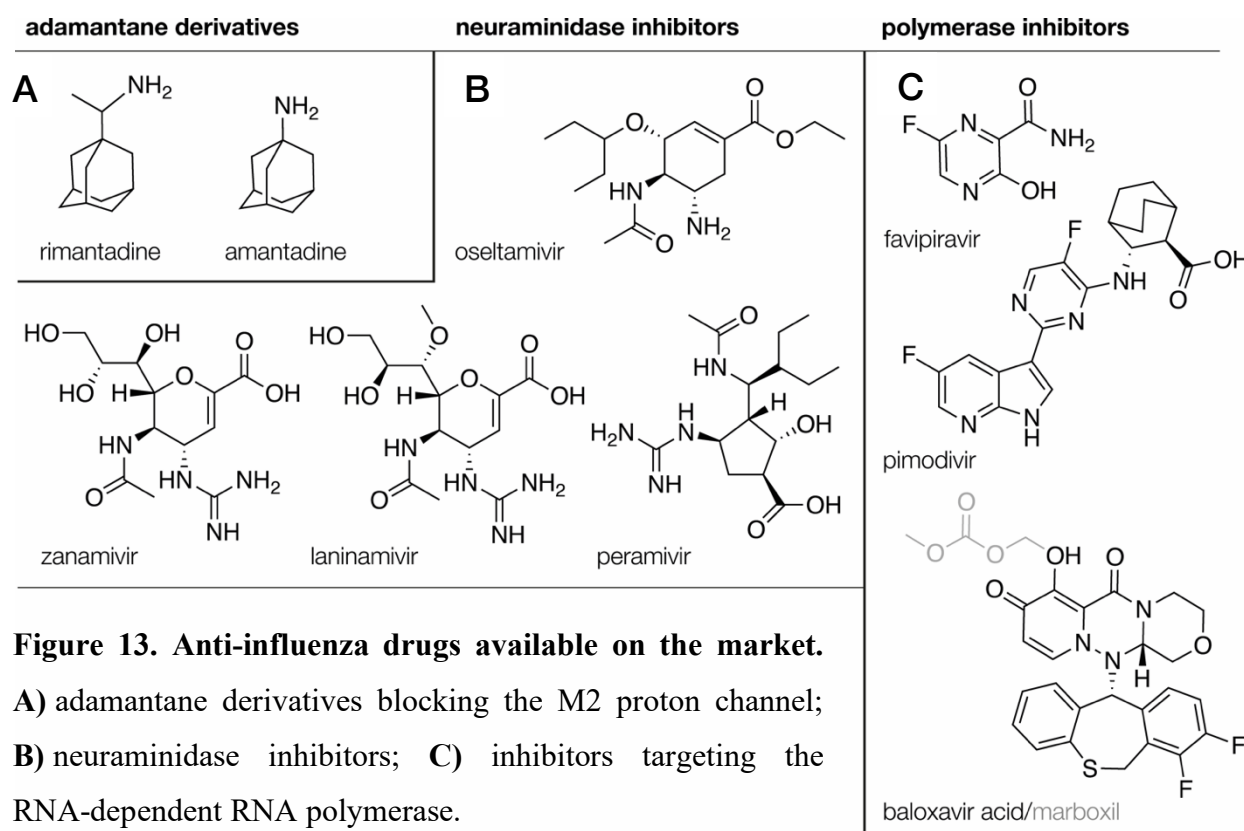 adamantane derivatives
neuraminidase inhibitors
polymerase inhibitors
A
NH2
NH2
rimantadine
amantadine
B
O
O
O
HN
NH2
O
oseltamivir
C
O
F
N
NH2
N
OH
favipiravir
F
N
N
NH
OH
O
F
N
N
H
pimodivir
HO
OH
HO
H
O
O
OH
HN
O
HN
NH2
NH
zanamivir
HO
O
HO
H
O
O
OH
HN
O
HN
NH2
NH
laninamivir
O
HN
H
H2N
H
N
NH
OH
O
OH
peramivir
O
O
O
OH
O
O
N
N
N
H
O
S
F
F
baloxavir acid/marboxil
Figure 13. Anti-influenza drugs available on the market.
A) adamantane derivatives blocking the M2 proton channel;
B) neuraminidase inhibitors; C) inhibitors targeting the
RNA-dependent RNA polymerase.